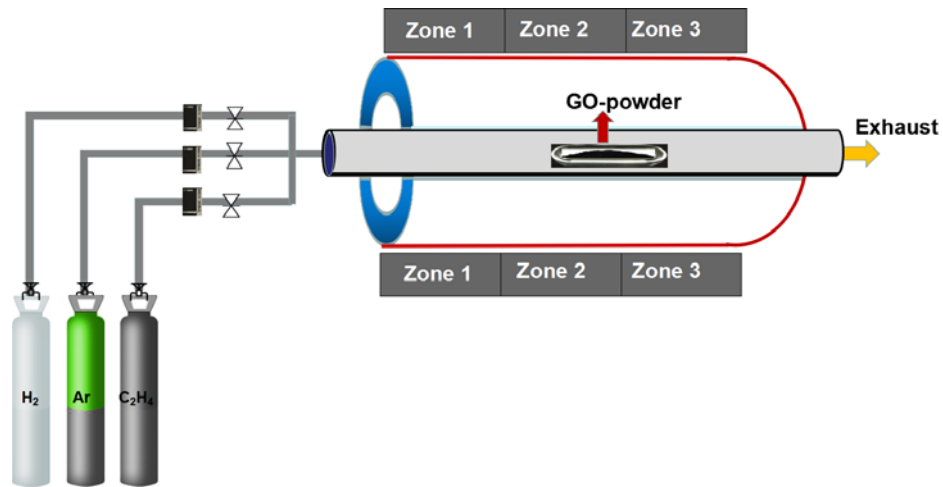 Zone 1 Zone 2 Zone 3
GO-powder
Exhaust
Zone 1 Zone 2 Zone 3
H₂ Ar C₂H₄